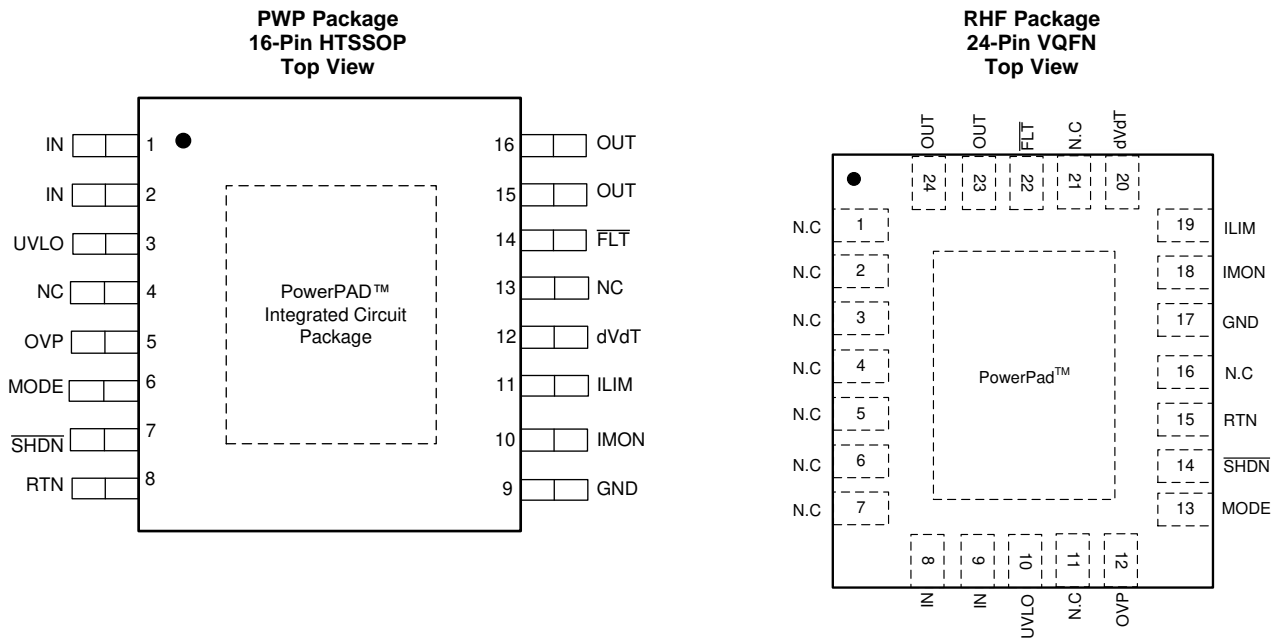 PWP Package
16-Pin HTSSOP
Top View
IN 1
IN 2
UVLO 3
NC 4
OVP 5
MODE 6
SHDN 7
RTN 8
16 OUT
15 OUT
14 FLT
13 NC
12 dVdT
11 ILIM
10 IMON
9 GND
PowerPAD™
Integrated Circuit
Package
RHF Package
24-Pin VQFN
Top View
OUT 24
OUT 23
FLT 22
N.C 21
dVdT 20
N.C 1
N.C 2
N.C 3
N.C 4
N.C 5
N.C 6
N.C 7
PowerPad™
19 ILIM
18 IMON
17 GND
16 N.C
15 RTN
14 SHDN
13 MODE
8 IN
9 IN
10 UVLO
11 N.C
12 OVP